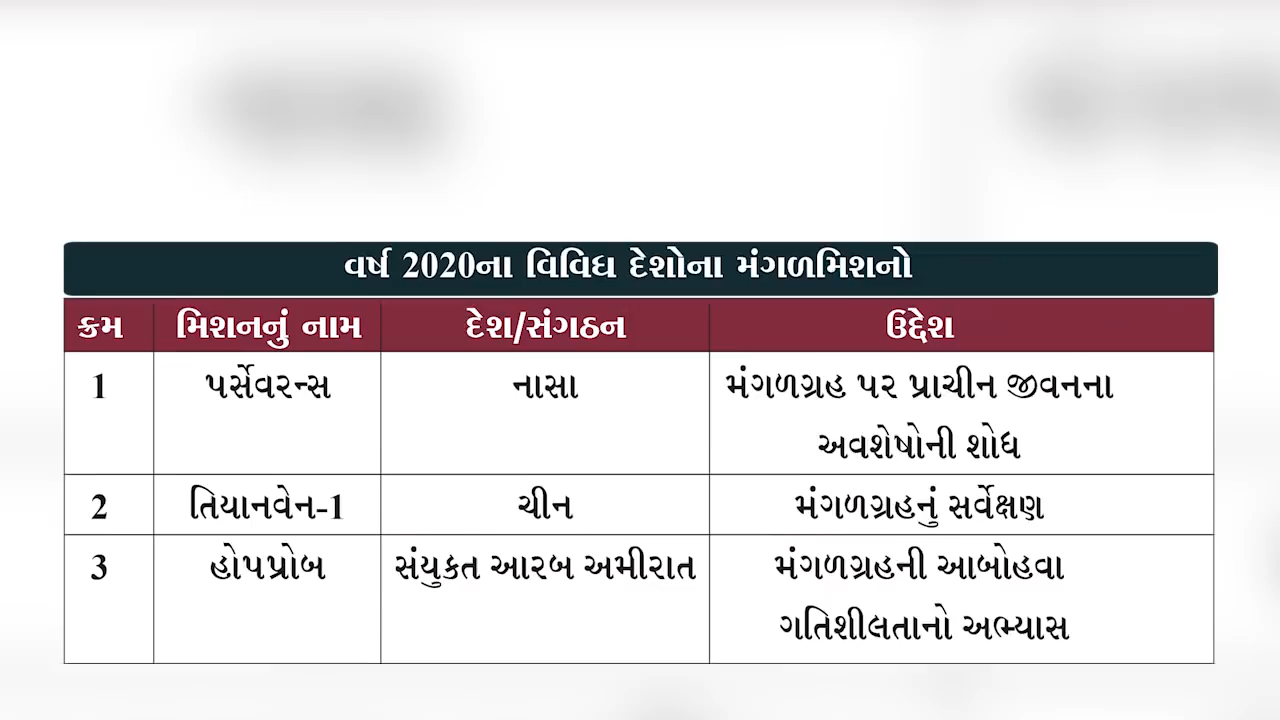 વર્ષ 2020ના વિવિધ દેશોના મંગળમિશનો
ક્રમ મિશનનું નામ દેશ/સંગઠન ઉદ્દેશ
1 પર્સેવરન્સ નાસા મંગળગ્રહ પર પ્રાચીન જીવનના
અવશેષોની શોધ
2 તિયાનવેન-1 ચીન મંગળગ્રહનું સર્વેક્ષણ
3 હોપપ્રોબ સંયુકત આરબ અમીરાત મંગળગ્રહની આબોહવા
ગતિશીલતાનો અભ્યાસ